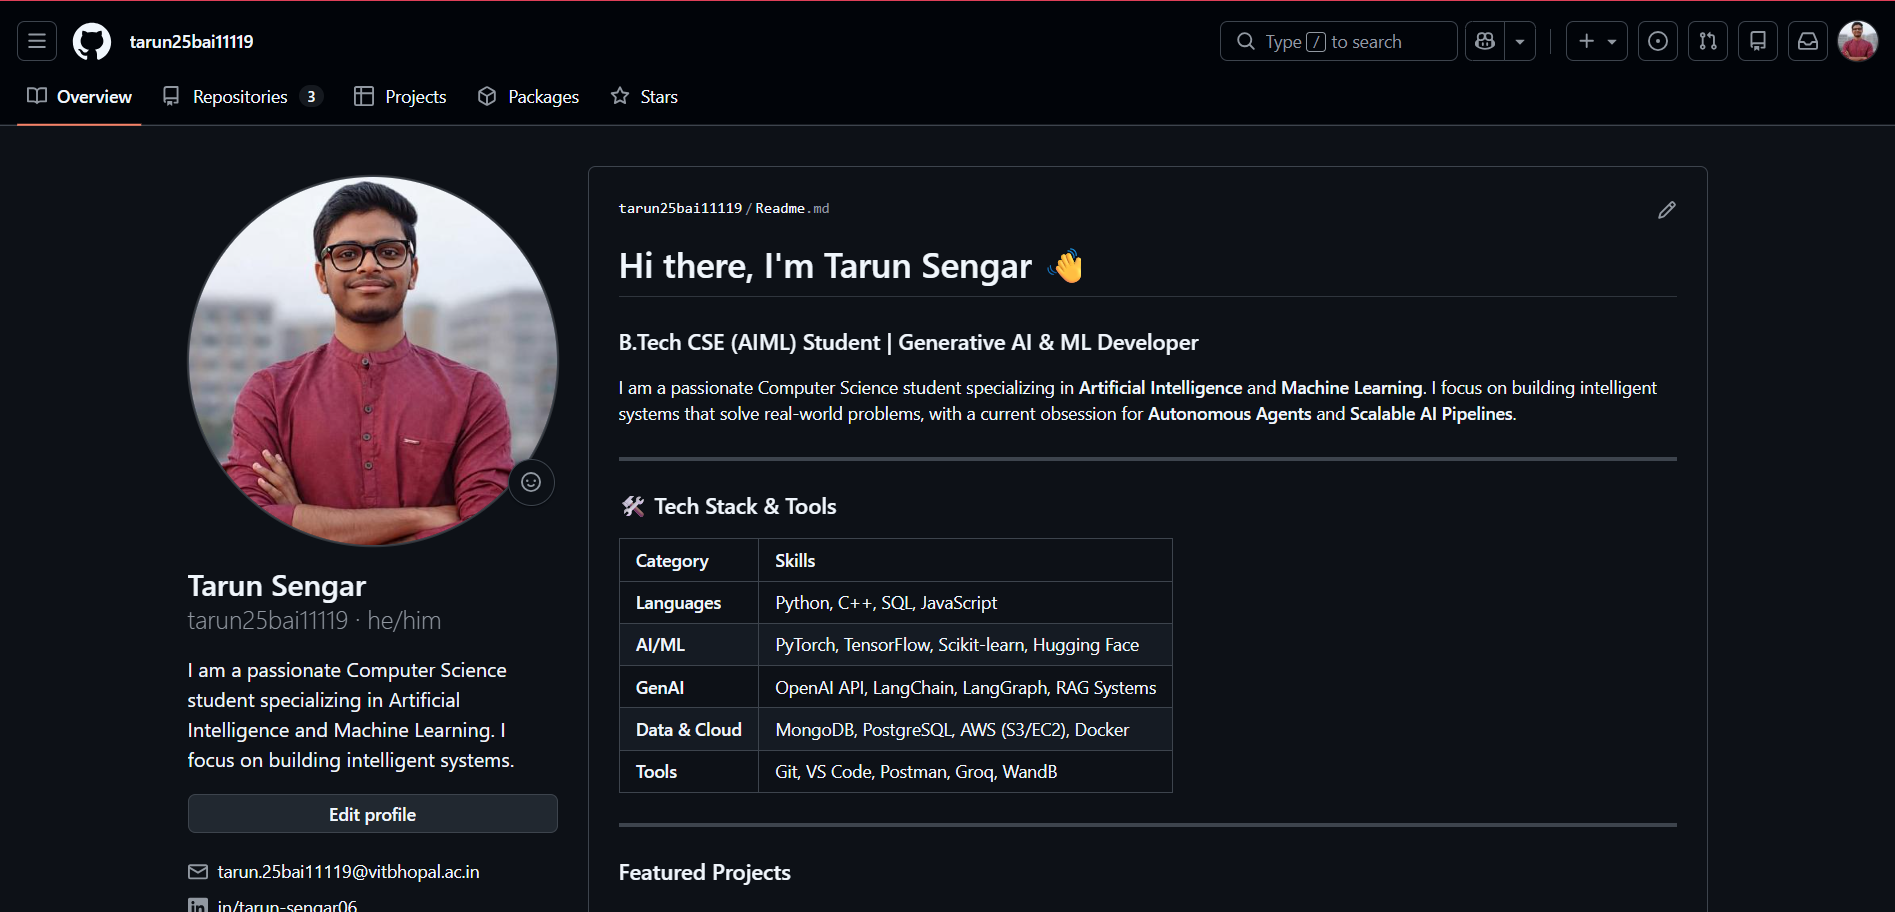 tarun25bai11119
Type / to search
Overview Repositories 3 Projects Packages Stars
Tarun Sengar
tarun25bai11119 · he/him
I am a passionate Computer Science
student specializing in Artificial
Intelligence and Machine Learning. I
focus on building intelligent systems.
Edit profile
tarun.25bai11119@vitbhopal.ac.in
in/tarun-sengar06
tarun25bai11119/Readme.md
Hi there, I'm Tarun Sengar 👋
B.Tech CSE (AIML) Student | Generative AI & ML Developer
I am a passionate Computer Science student specializing in Artificial Intelligence and Machine Learning. I focus on building intelligent
systems that solve real-world problems, with a current obsession for Autonomous Agents and Scalable AI Pipelines.
🛠 Tech Stack & Tools
Category Skills
Languages Python, C++, SQL, JavaScript
AI/ML PyTorch, TensorFlow, Scikit-learn, Hugging Face
GenAI OpenAI API, LangChain, LangGraph, RAG Systems
Data & Cloud MongoDB, PostgreSQL, AWS (S3/EC2), Docker
Tools Git, VS Code, Postman, Groq, WandB
Featured Projects